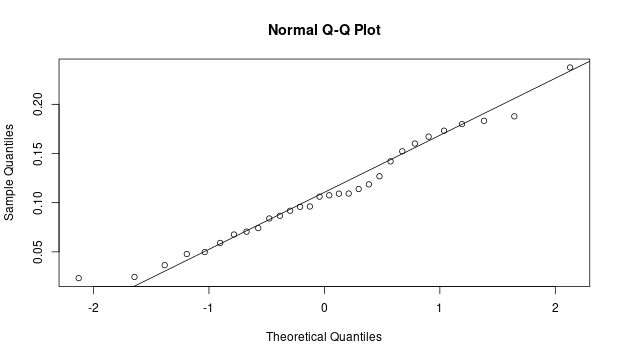 Normal Q-Q Plot
Sample Quantiles
0.20
0.15
0.10
0.05
-2 -1 0 1 2
Theoretical Quantiles